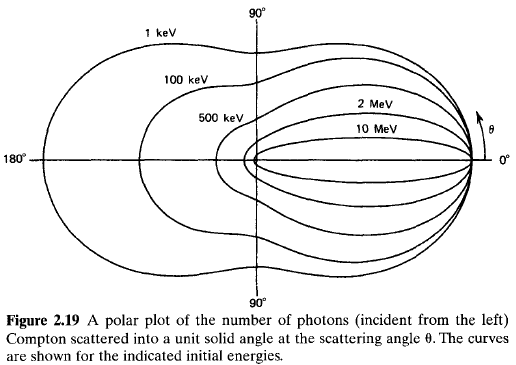 90°
1 keV
100 keV
500 keV
2 MeV
10 MeV
θ
180°
0°
90°
Figure 2.19 A polar plot of the number of photons (incident from the left)
Compton scattered into a unit solid angle at the scattering angle θ. The curves
are shown for the indicated initial energies.